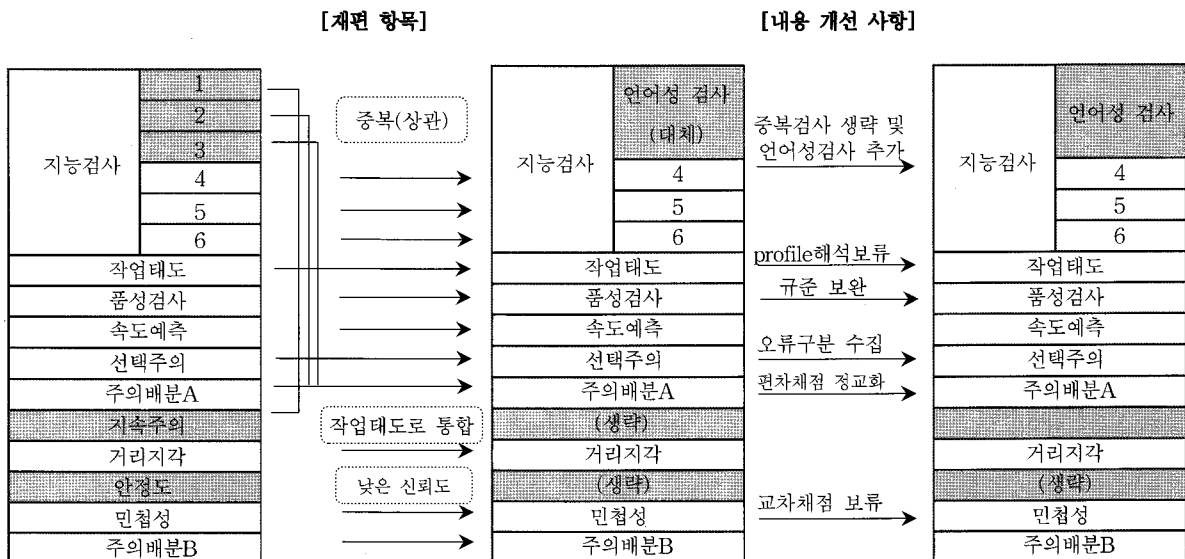 [재편 항목]
[내용 개선 사항]
지능검사
1
2
3
4
5
6
작업태도
품성검사
속도예측
선택주의
주의배분A
지속주의
거리지각
안정도
민첩성
주의배분B
중복(상관)
작업태도로 통합
낮은 신뢰도
지능검사
언어성 검사
(대체)
4
5
6
작업태도
품성검사
속도예측
선택주의
주의배분A
(생략)
거리지각
(생략)
민첩성
주의배분B
중복검사 생략 및
언어성검사 추가
profile해석보류
규준 보완
오류구분 수집
편차채점 정교화
교차채점 보류
지능검사
언어성 검사
4
5
6
작업태도
품성검사
속도예측
선택주의
주의배분A
거리지각
(생략)
민첩성
주의배분B